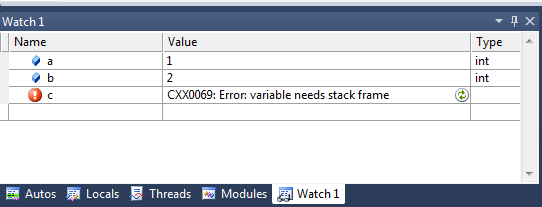 Watch 1
Name Value Type
a 1 int
b 2 int
c CXX0069: Error: variable needs stack frame
Autos Locals Threads Modules Watch 1